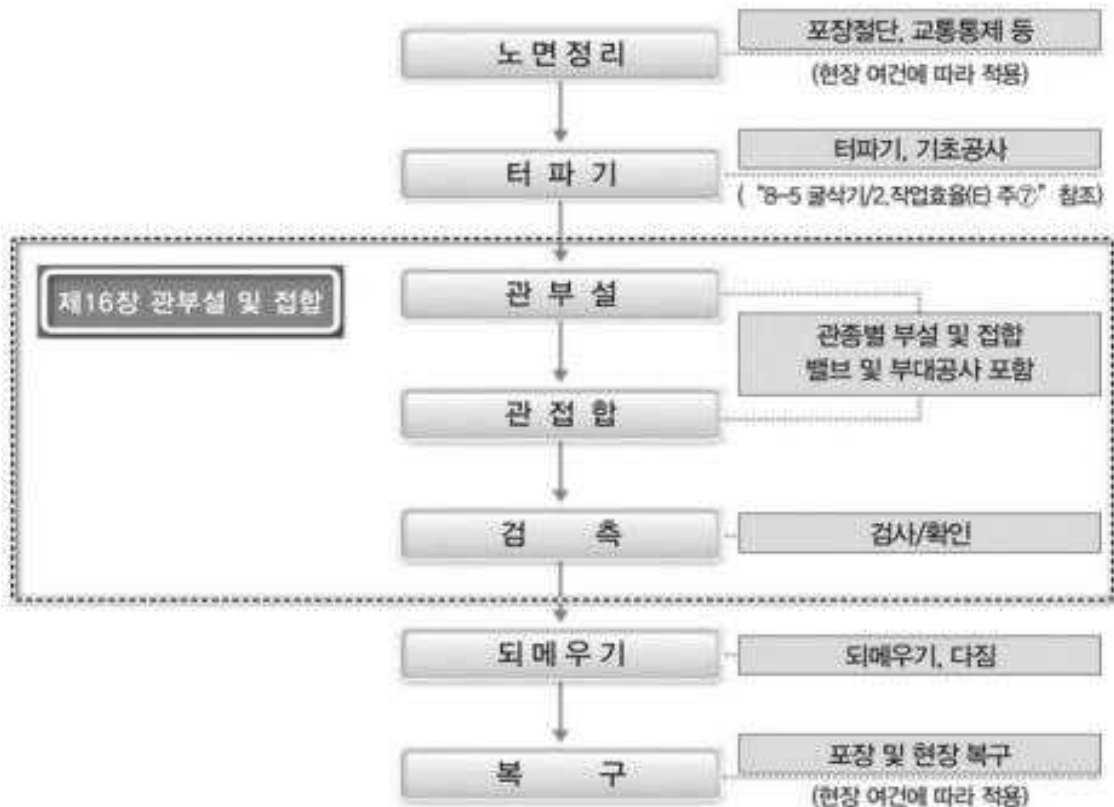 노 면 정 리
포장절단, 교통통제 등
(현장 여건에 따라 적용)
터 파 기
터파기, 기초공사
( "8-5 굴삭기/2.작업효율(E) 주⑦" 참조)
제16장 관부설 및 접합
관 부 설
관종별 부설 및 접합
밸브 및 부대공사 포함
관 접 합
검 측
검사/확인
되 메 우 기
되메우기, 다짐
복 구
포장 및 현장 복구
(현장 여건에 따라 적용)